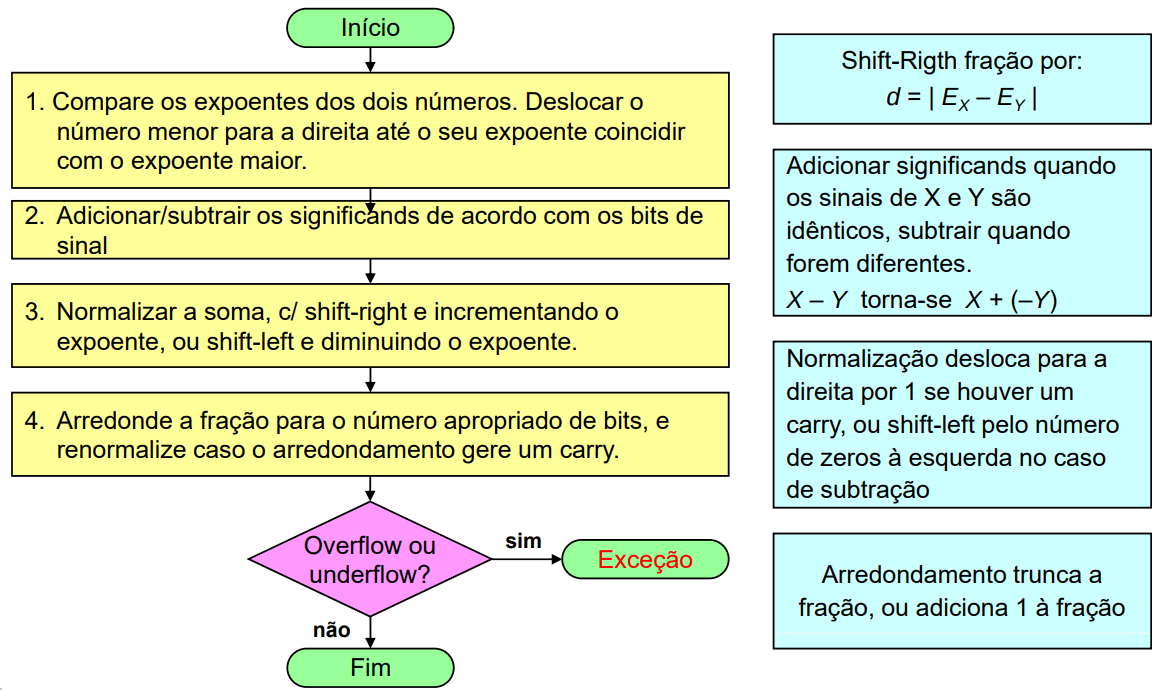 Início
1. Compare os expoentes dos dois números. Deslocar o
número menor para a direita até o seu expoente coincidir
com o expoente maior.
2. Adicionar/subtrair os significands de acordo com os bits de
sinal
3. Normalizar a soma, c/ shift-right e incrementando o
expoente, ou shift-left e diminuindo o expoente.
4. Arredonde a fração para o número apropriado de bits, e
renormalize caso o arredondamento gere um carry.
Overflow ou
underflow?
sim
Exceção
não
Fim
Shift-Rigth fração por:
d = | E_X – E_Y |
Adicionar significands quando
os sinais de X e Y são
idênticos, subtrair quando
forem diferentes.
X – Y torna-se X + (–Y)
Normalização desloca para a
direita por 1 se houver um
carry, ou shift-left pelo número
de zeros à esquerda no caso
de subtração
Arredondamento trunca a
fração, ou adiciona 1 à fração